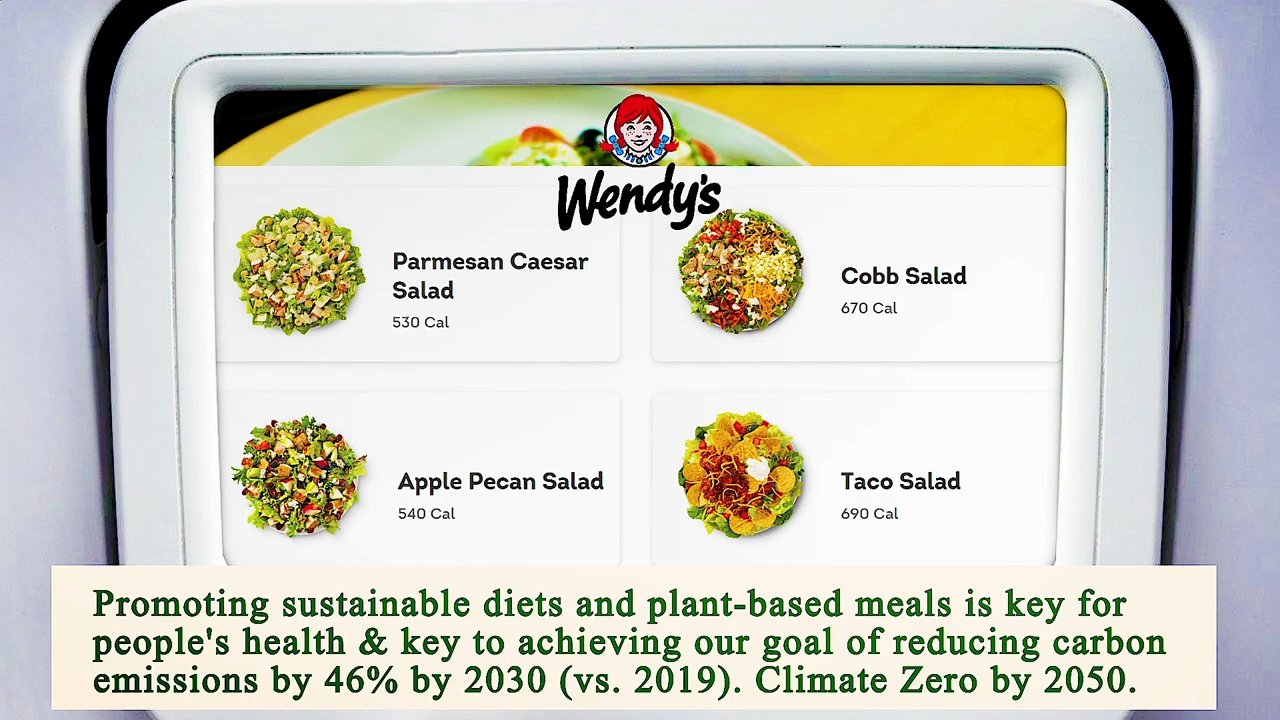 Wendy's
Parmesan Caesar
Salad
530 Cal
Cobb Salad
670 Cal
Apple Pecan Salad
540 Cal
Taco Salad
690 Cal
Promoting sustainable diets and plant-based meals is key for
people's health & key to achieving our goal of reducing carbon
emissions by 46% by 2030 (vs. 2019). Climate Zero by 2050.